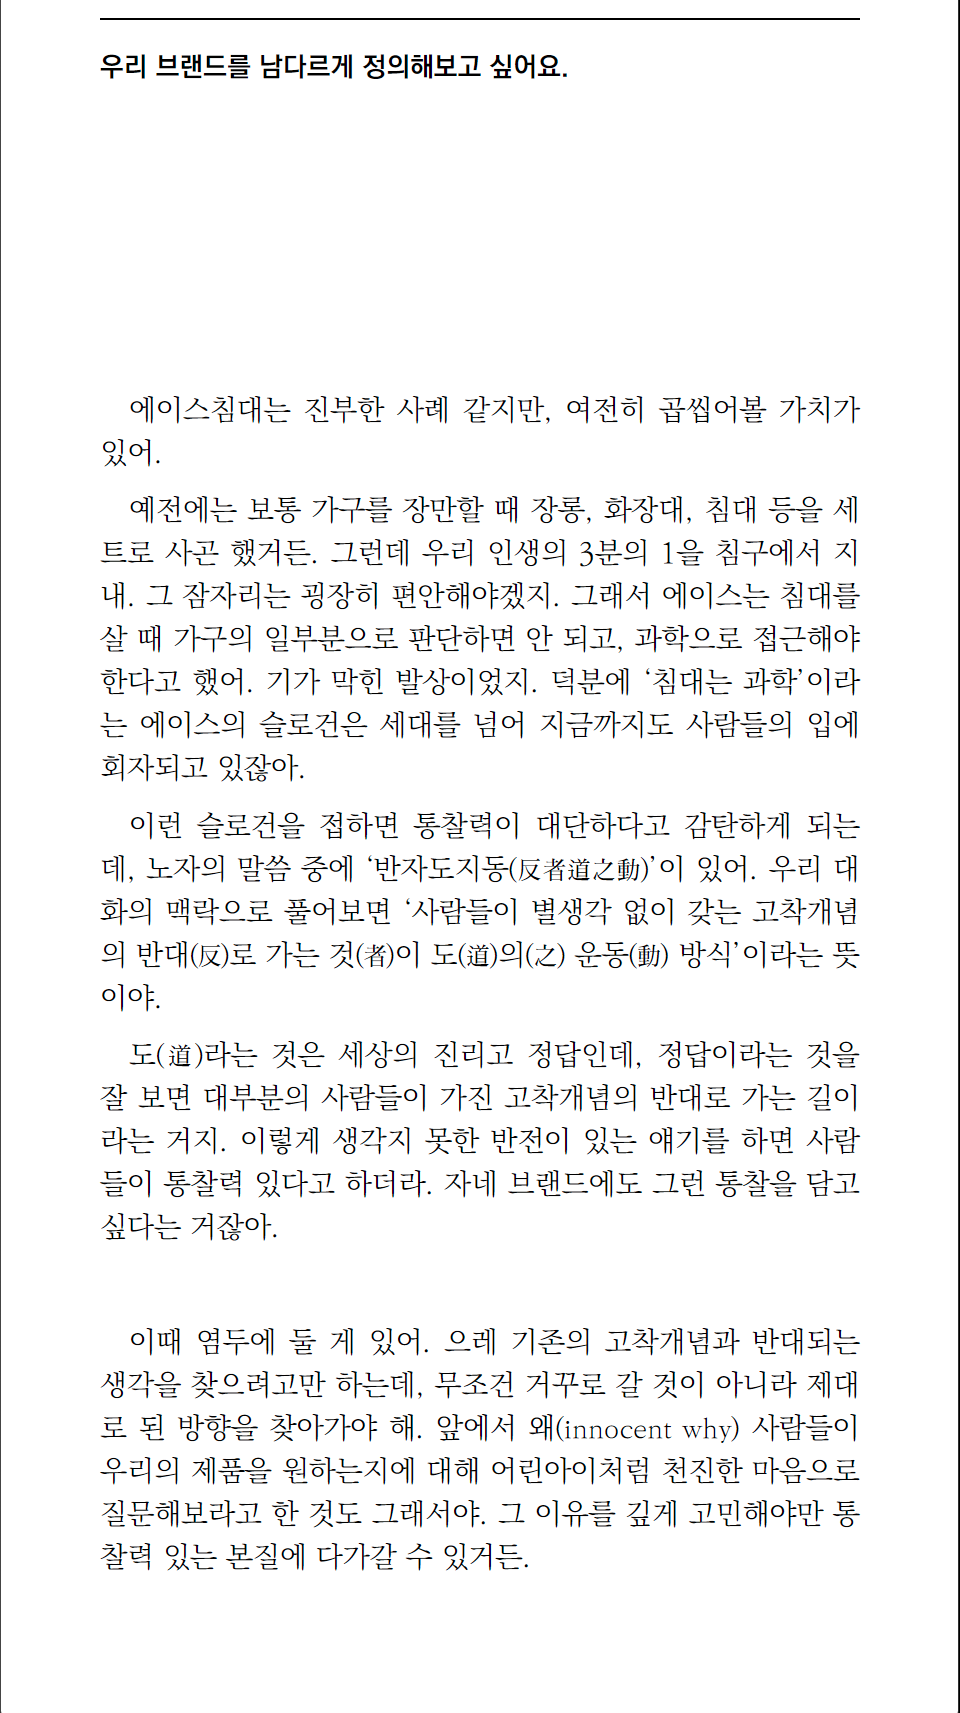 우리 브랜드를 남다르게 정의해보고 싶어요.
에이스침대는 진부한 사례 같지만, 여전히 곱씹어볼 가치가
있어.
예전에는 보통 가구를 장만할 때 장롱, 화장대, 침대 등을 세
트로 사곤 했거든. 그런데 우리 인생의 3분의 1을 침구에서 지
내. 그 잠자리는 굉장히 편안해야겠지. 그래서 에이스는 침대를
살 때 가구의 일부분으로 판단하면 안 되고, 과학으로 접근해야
한다고 했어. 기가 막힌 발상이었지. 덕분에 ‘침대는 과학’이라
는 에이스의 슬로건은 세대를 넘어 지금까지도 사람들의 입에
회자되고 있잖아.
이런 슬로건을 접하면 통찰력이 대단하다고 감탄하게 되는
데, 노자의 말씀 중에 ‘반자도지동(反者道之動)’이 있어. 우리 대
화의 맥락으로 풀어보면 ‘사람들이 별생각 없이 갖는 고착개념
의 반대(反)로 가는 것(者)이 도(道)의(之) 운동(動) 방식’이라는 뜻
이야.
도(道)라는 것은 세상의 진리고 정답인데, 정답이라는 것을
잘 보면 대부분의 사람들이 가진 고착개념의 반대로 가는 길이
라는 거지. 이렇게 생각지 못한 반전이 있는 얘기를 하면 사람
들이 통찰력 있다고 하더라. 자네 브랜드에도 그런 통찰을 담고
싶다는 거잖아.
이때 염두에 둘 게 있어. 으레 기존의 고착개념과 반대되는
생각을 찾으려고만 하는데, 무조건 거꾸로 갈 것이 아니라 제대
로 된 방향을 찾아가야 해. 앞에서 왜(innocent why) 사람들이
우리의 제품을 원하는지에 대해 어린아이처럼 천진한 마음으로
질문해보라고 한 것도 그래서야. 그 이유를 깊게 고민해야만 통
찰력 있는 본질에 다가갈 수 있거든.